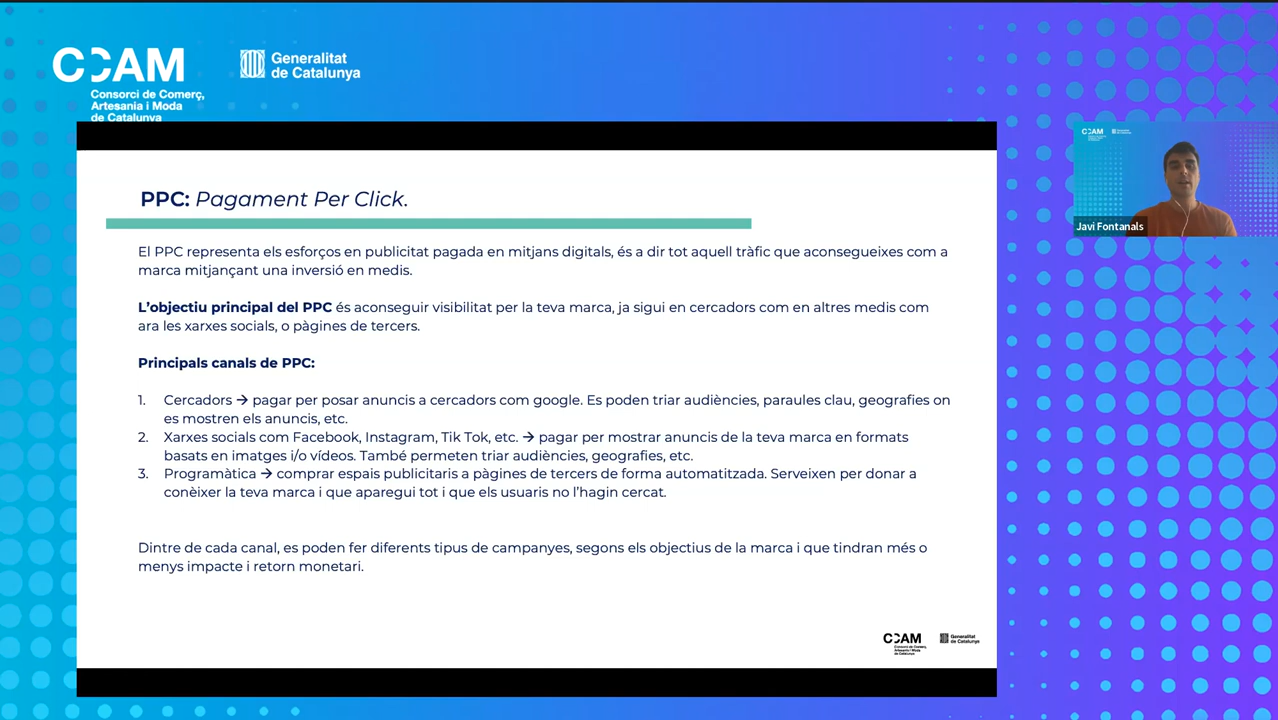 CCAM
Consorci de Comerç,
Artesania i Moda
de Catalunya
Generalitat
de Catalunya
PPC: Pagament Per Click.
El PPC representa els esforços en publicitat pagada en mitjans digitals, és a dir tot aquell tràfic que aconsegueixes com a
marca mitjançant una inversió en medis.
L’objectiu principal del PPC és aconseguir visibilitat per la teva marca, ja sigui en cercadors com en altres medis com
ara les xarxes socials, o pàgines de tercers.
Principals canals de PPC:
1. Cercadors → pagar per posar anuncis a cercadors com google. Es poden triar audiències, paraules clau, geografies on
es mostren els anuncis, etc.
2. Xarxes socials com Facebook, Instagram, Tik Tok, etc. → pagar per mostrar anuncis de la teva marca en formats
basats en imatges i/o vídeos. També permeten triar audiències, geografies, etc.
3. Programàtica → comprar espais publicitaris a pàgines de tercers de forma automatitzada. Serveixen per donar a
conèixer la teva marca i que aparegui tot i que els usuaris no l’hagin cercat.
Dintre de cada canal, es poden fer diferents tipus de campanyes, segons els objectius de la marca i que tindran més o
menys impacte i retorn monetari.
CCAM
Consorci de Comerç,
Artesania i Moda
de Catalunya
Generalitat
de Catalunya
CCAM
Javi Fontanals